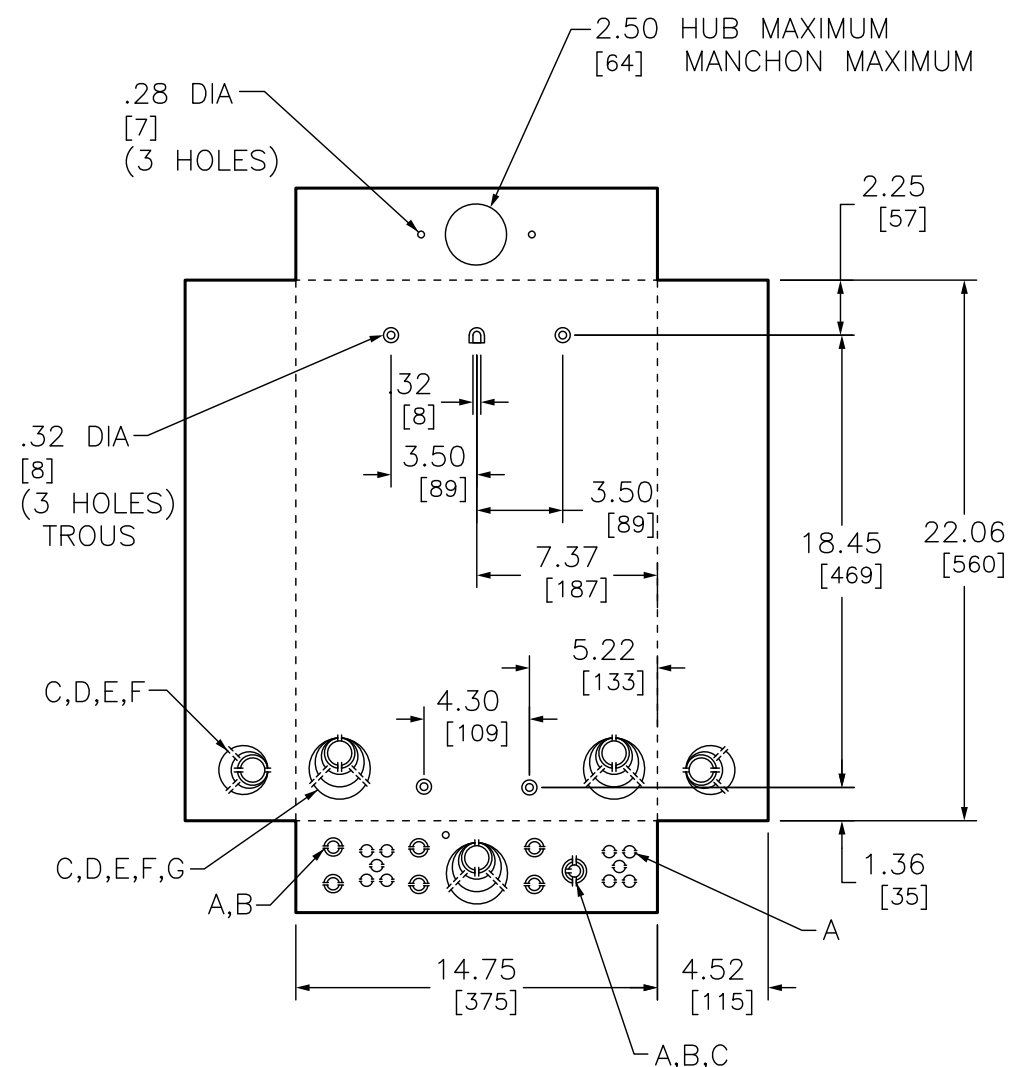 2.50 HUB MAXIMUM
[64] MANCHON MAXIMUM
.28 DIA
[7]
(3 HOLES)
2.25
[57]
.32
[8]
.32 DIA
[8]
(3 HOLES)
TROUS
3.50
[89]
3.50
[89]
7.37
[187]
18.45
[469]
22.06
[560]
5.22
[133]
4.30
[109]
C,D,E,F
C,D,E,F,G
A,B
1.36
[35]
A
14.75
[375]
4.52
[115]
A,B,C